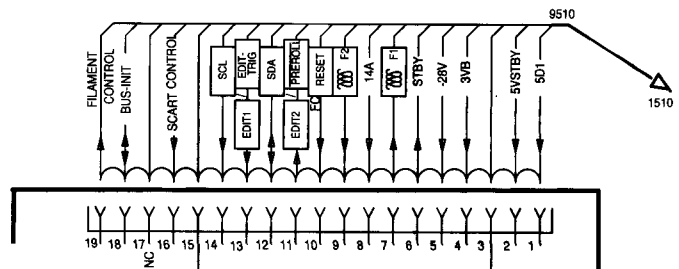 9510
1510
FILAMENT
CONTROL
BUS-INIT
SCART CONTROL
SCL
EDIT-
TRIG
EDIT1
SDA
PREROLL
EDIT2
FC
RESET
F2
14A
F1
STBY
-28V
3VB
5VSTBY
5D1
19 18 17 16 15 14 13 12 11 10 9 8 7 6 5 4 3 2 1
NC